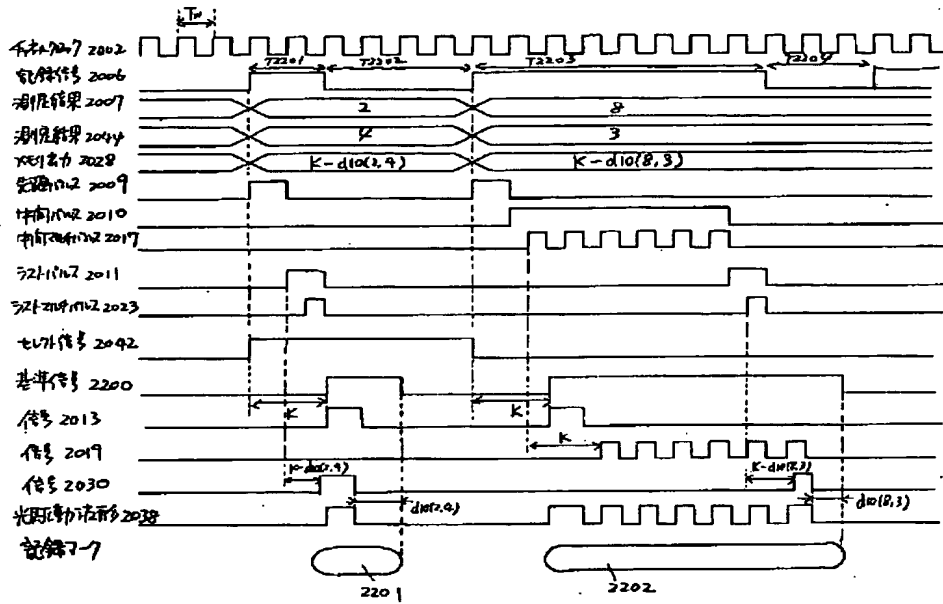 Tw
チャネルクロック 2002
T2201
T2202
T2203
T2204
記録信号 2006
測定結果 2007
2
8
測定結果 2044
4
3
メモリ出力 2028
K-d10(2,4)
K-d10(8,3)
先頭パルス 2009
中間パルス 2010
中間マルチパルス 2017
ラストパルス 2011
ラストマルチパルス 2023
セレクト信号 2042
基準信号 2200
K
K
信号 2013
信号 2019
K
信号 2030
K-d10(2,4)
K-d10(8,3)
d10(2,4)
d10(8,3)
光駆動波形 2038
記録マーク
2201
2202